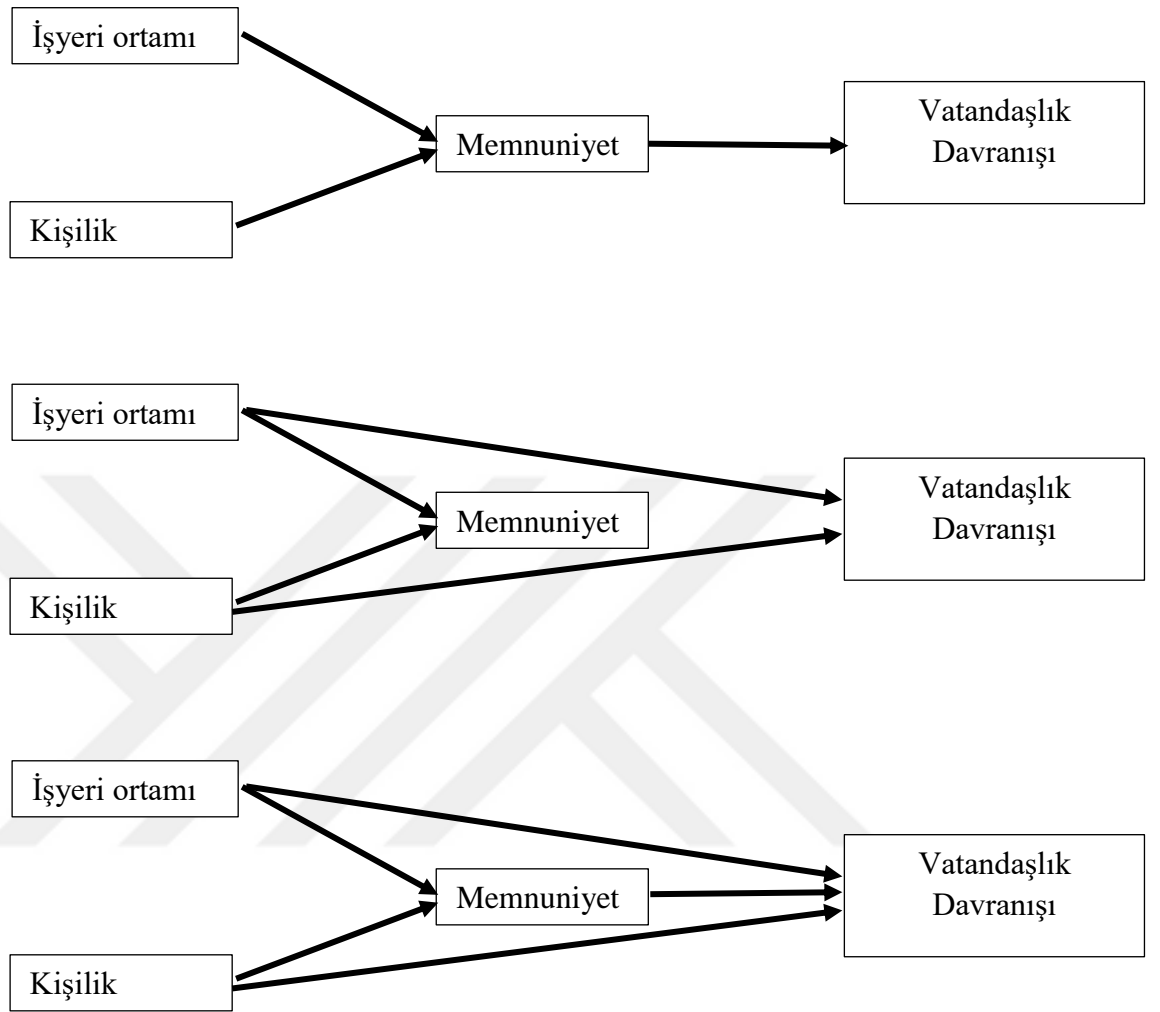 İşyeri ortamı
Memnuniyet
Vatandaşlık
Davranışı
Kişilik
İşyeri ortamı
Memnuniyet
Vatandaşlık
Davranışı
Kişilik
İşyeri ortamı
Memnuniyet
Vatandaşlık
Davranışı
Kişilik